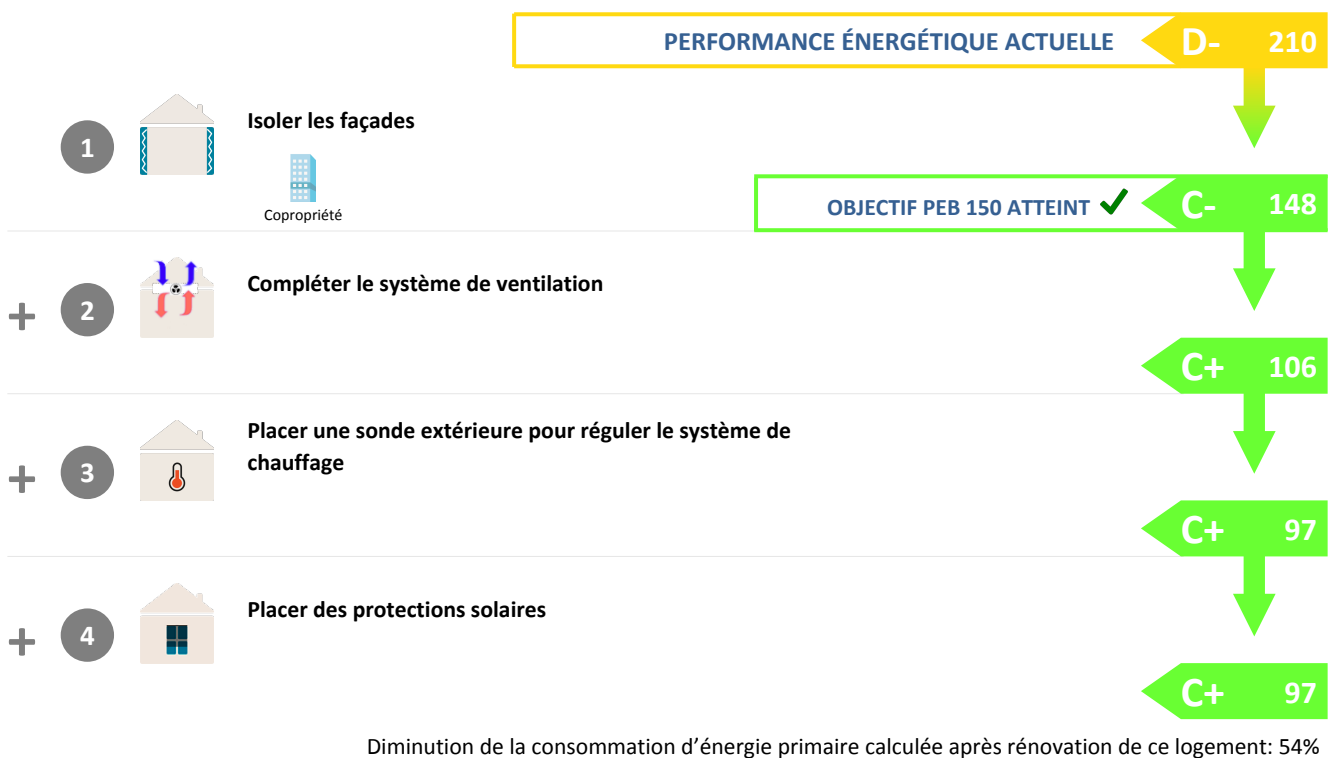 PERFORMANCE ÉNERGÉTIQUE ACTUELLE D- 210
1 Isoler les façades
Copropriété
OBJECTIF PEB 150 ATTEINT C- 148
+ 2 Compléter le système de ventilation
C+ 106
+ 3 Placer une sonde extérieure pour réguler le système de
chauffage
C+ 97
+ 4 Placer des protections solaires
C+ 97
Diminution de la consommation d’énergie primaire calculée après rénovation de ce logement: 54%